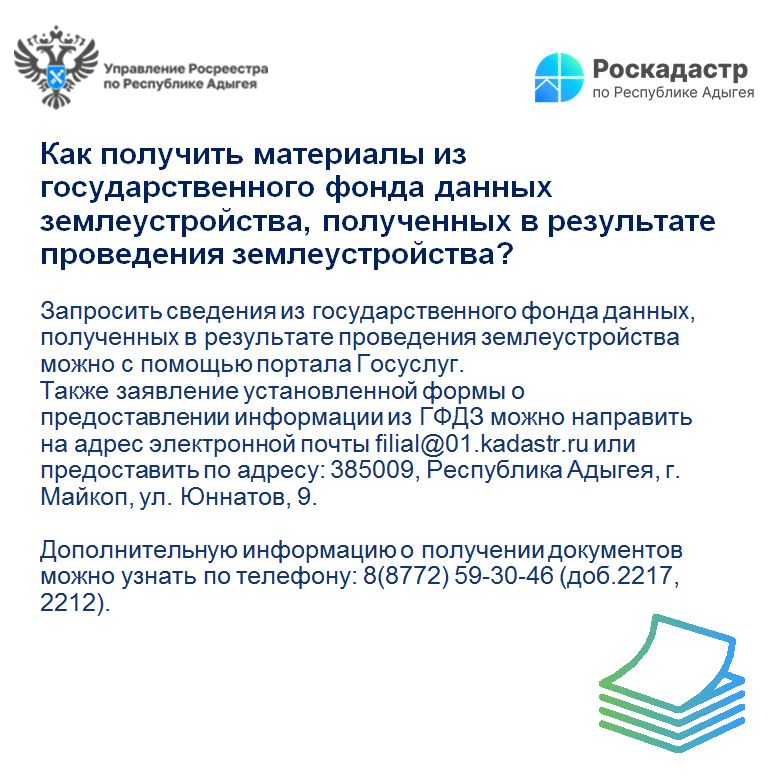 Управление Росреестра
по Республике Адыгея
Роскадастр
по Республике Адыгея
Как получить материалы из
государственного фонда данных
землеустройства, полученных в результате
проведения землеустройства?
Запросить сведения из государственного фонда данных,
полученных в результате проведения землеустройства
можно с помощью портала Госуслуг.
Также заявление установленной формы о
предоставлении информации из ГФДЗ можно направить
на адрес электронной почты filial@01.kadastr.ru или
предоставить по адресу: 385009, Республика Адыгея, г.
Майкоп, ул. Юннатов, 9.
Дополнительную информацию о получении документов
можно узнать по телефону: 8(8772) 59-30-46 (доб.2217,
2212).